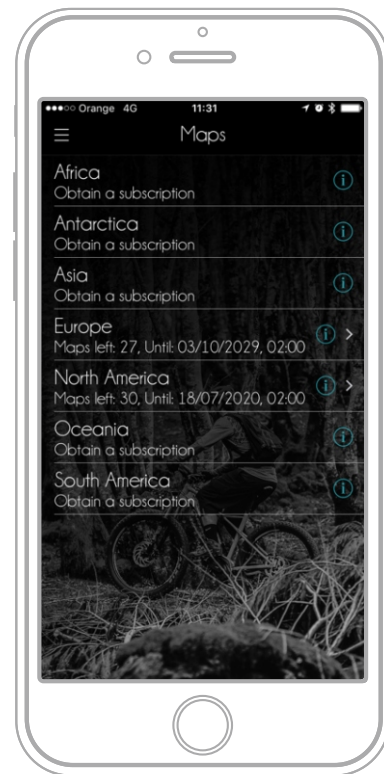 Orange 4G 11:31
Maps
Africa
Obtain a subscription
Antarctica
Obtain a subscription
Asia
Obtain a subscription
Europe
Maps left: 27, Until: 03/10/2029, 02:00
North America
Maps left: 30, Until: 18/07/2020, 02:00
Oceania
Obtain a subscription
South America
Obtain a subscription